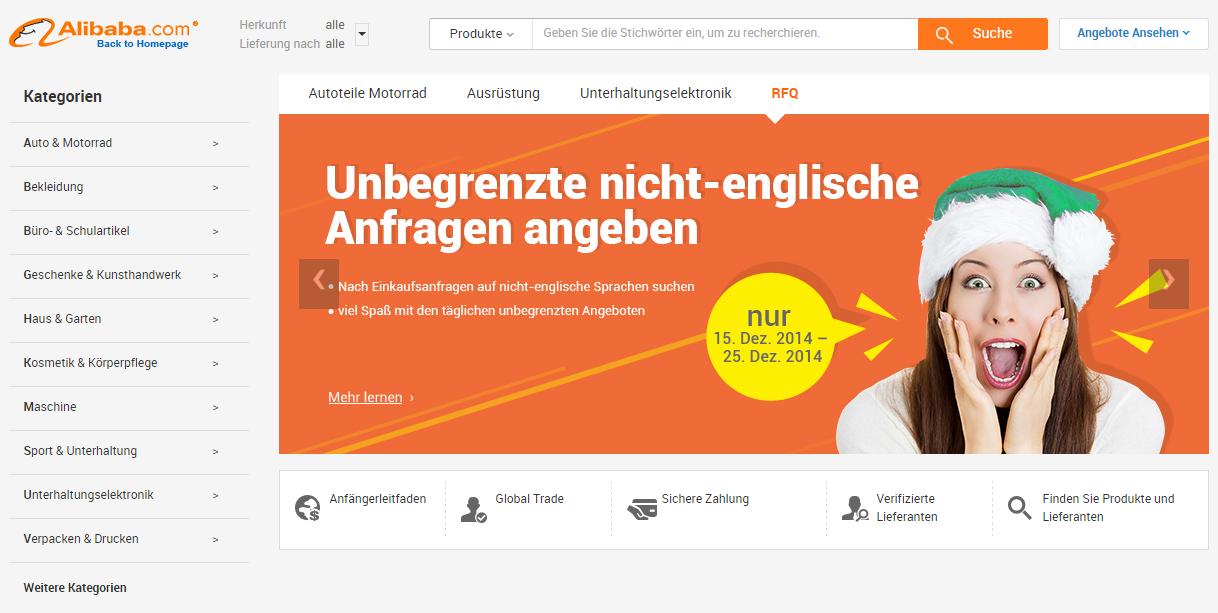 Alibaba.com®
Back to Homepage
Herkunft alle
Lieferung nach alle
Produkte
Geben Sie die Stichwörter ein, um zu recherchieren.
Suche
Angebote Ansehen
Kategorien
Auto & Motorrad >
Bekleidung >
Büro- & Schulartikel >
Geschenke & Kunsthandwerk >
Haus & Garten >
Kosmetik & Körperpflege >
Maschine >
Sport & Unterhaltung >
Unterhaltungselektronik >
Verpacken & Drucken >
Weitere Kategorien
Autoteile Motorrad Ausrüstung Unterhaltungselektronik RFQ
Unbegrenzte nicht-englische
Anfragen angeben
• Nach Einkaufsanfragen auf nicht-englische Sprachen suchen
• viel Spaß mit den täglichen unbegrenzten Angeboten
Mehr lernen ›
nur
15. Dez. 2014 –
25. Dez. 2014
Anfängerleitfaden
Global Trade
Sichere Zahlung
Verifizierte
Lieferanten
Finden Sie Produkte und
Lieferanten